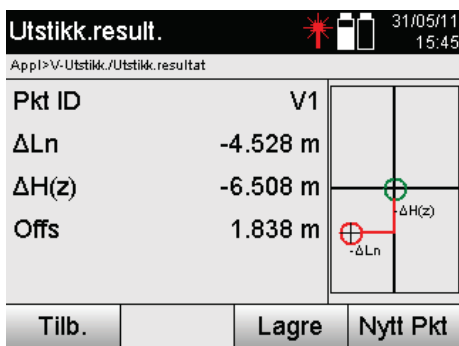 Utstikk.result.
31/05/11
15:45
Appl>V-Utstikk./Utstikk.resultat
Pkt ID V1
ΔLn -4.528 m
ΔH(z) -6.508 m
Offs 1.838 m
-ΔH(z)
-ΔLn
Tilb. Lagre Nytt Pkt